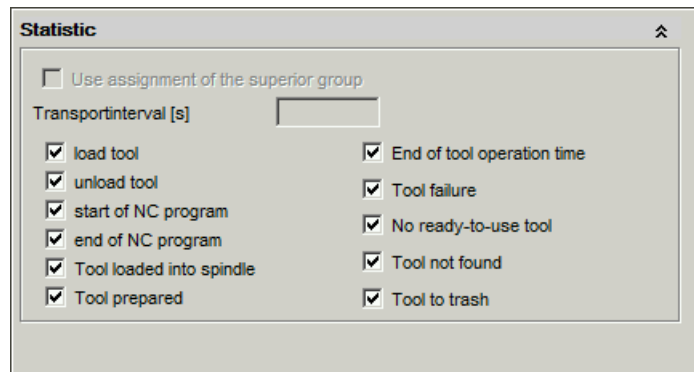 Statistic
Use assignment of the superior group
Transportinterval [s]
load tool
unload tool
start of NC program
end of NC program
Tool loaded into spindle
Tool prepared
End of tool operation time
Tool failure
No ready-to-use tool
Tool not found
Tool to trash